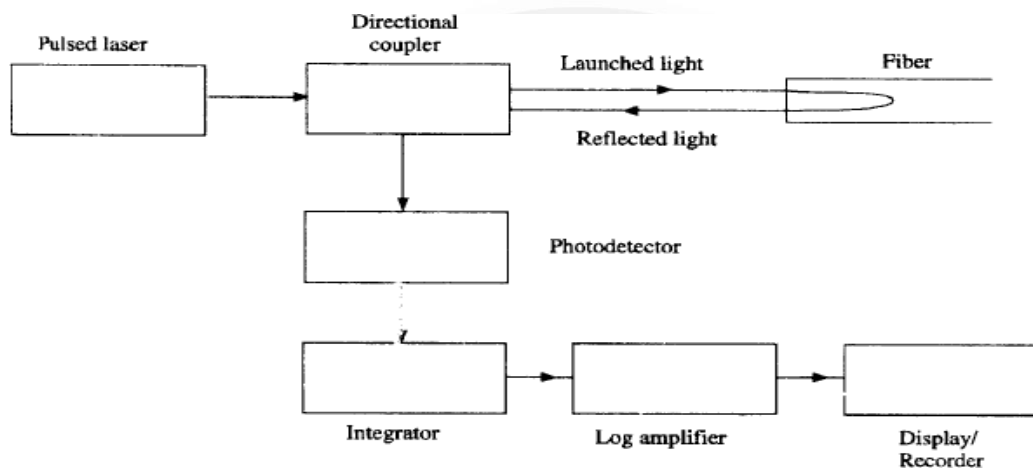 Pulsed laser
Directional
coupler
Launched light
Fiber
Reflected light
Photodetector
Integrator
Log amplifier
Display/
Recorder